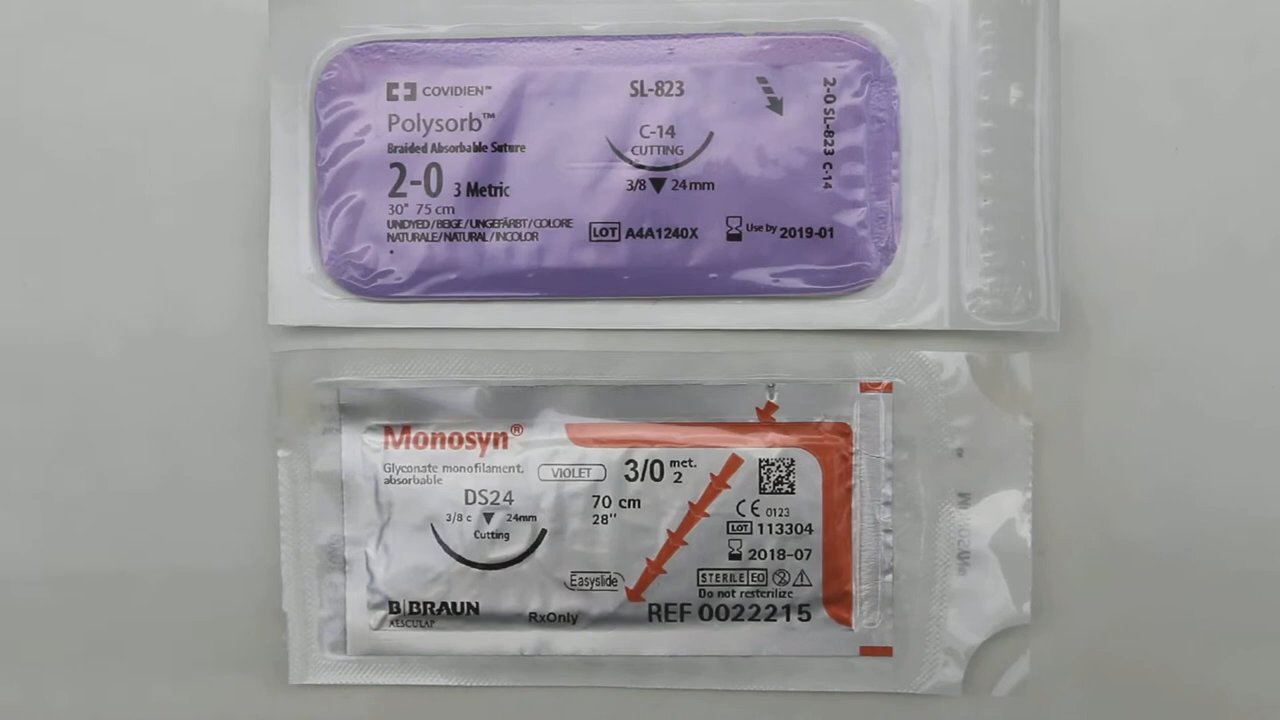 COVIDIEN™
SL-823
Polysorb™
C-14
CUTTING
Braided Absorbable Suture
2-0 3 Metric
3/8 24 mm
30" 75 cm
UNDYED/BEIGE/UNGEFÄRBT/COLORE
NATURALE/NATURAL/INCOLOR
LOT A4A1240X
Use by 2019-01
2-0 SL-823 C-14
Monosyn®
Glyconate monofilament,
absorbable
VIOLET
3/0 met. 2
DS24
3/8 c 24mm
Cutting
70 cm
28"
CE 0123
LOT 113304
2018-07
Easyslide
STERILE EO
Do not resterilize
B|BRAUN
AESCULAP
RxOnly
REF 0022215